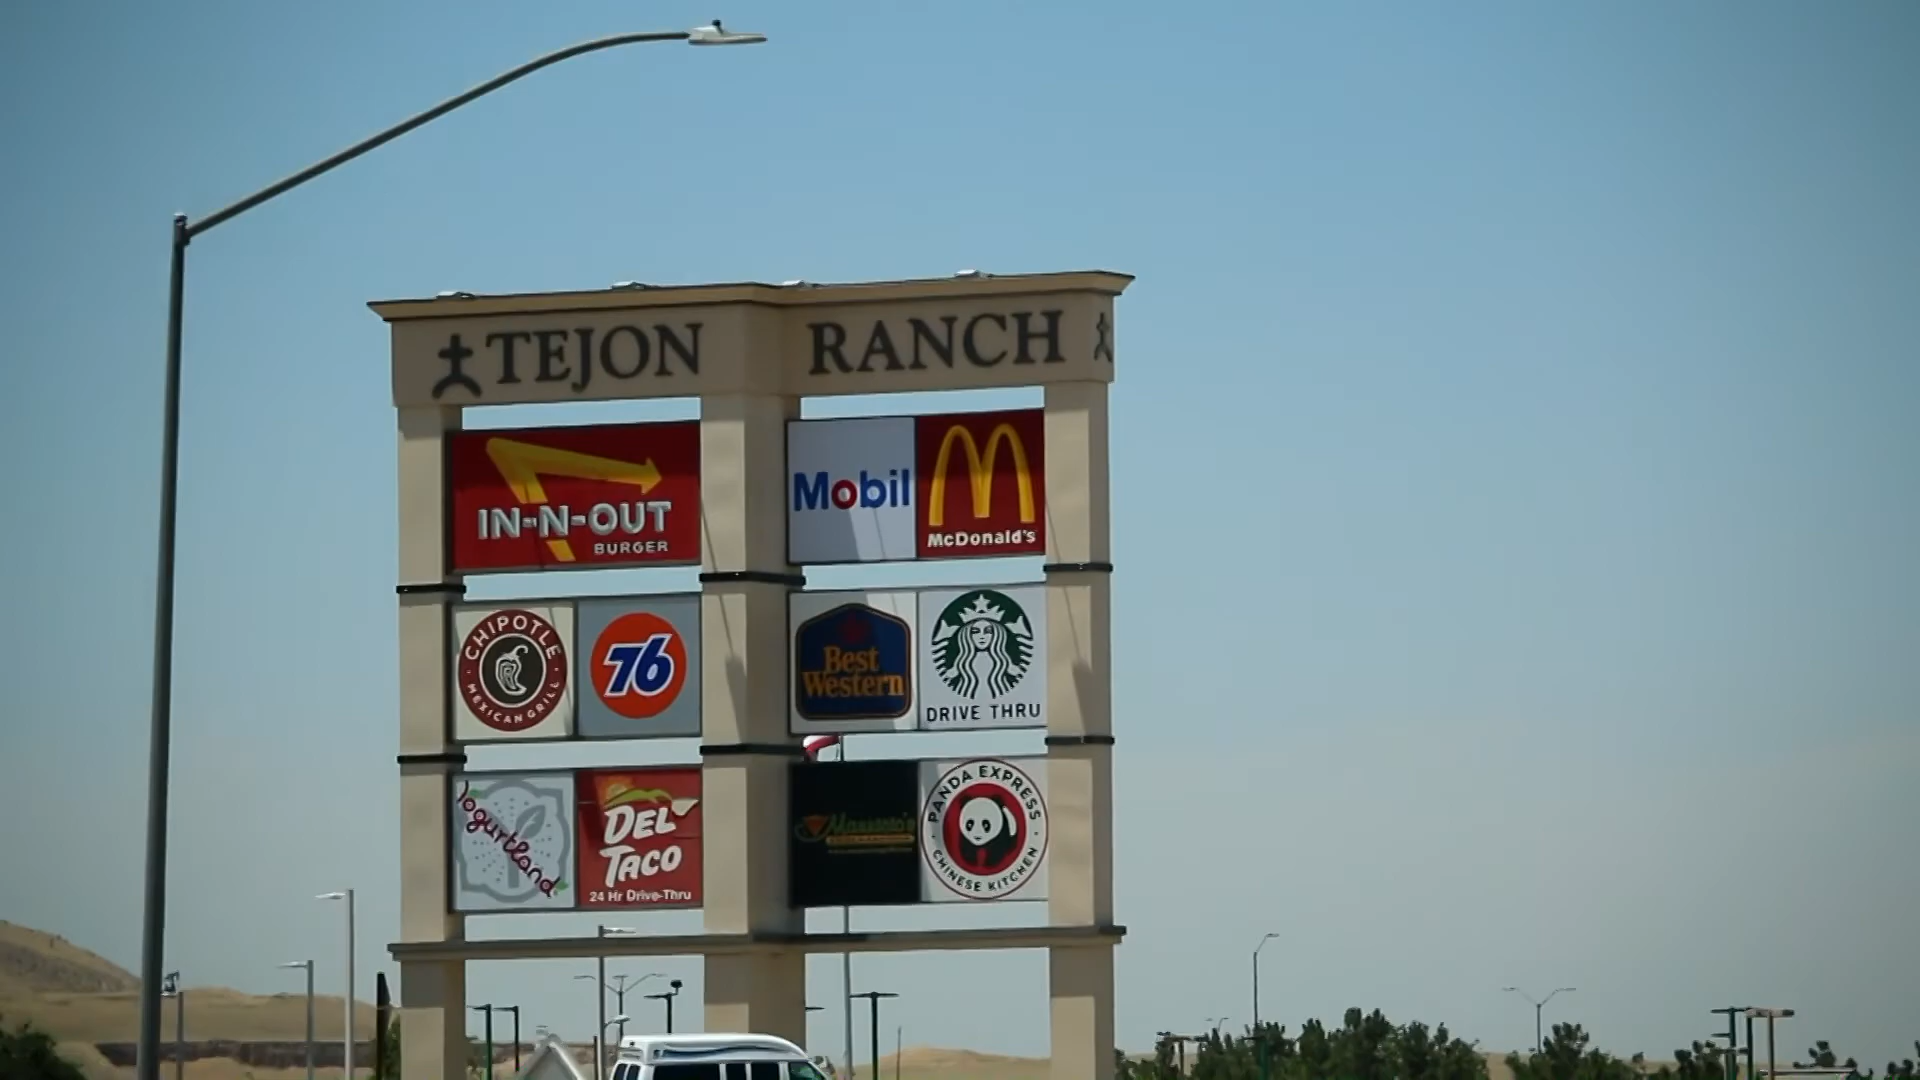 TEJON RANCH
IN-N-OUT
BURGER
Mobil
McDonald's
CHIPOTLE
MEXICAN GRILL
76
Best
Western
DRIVE THRU
Yogurtland
DEL
TACO
24 Hr Drive-Thru
PANDA EXPRESS
CHINESE KITCHEN